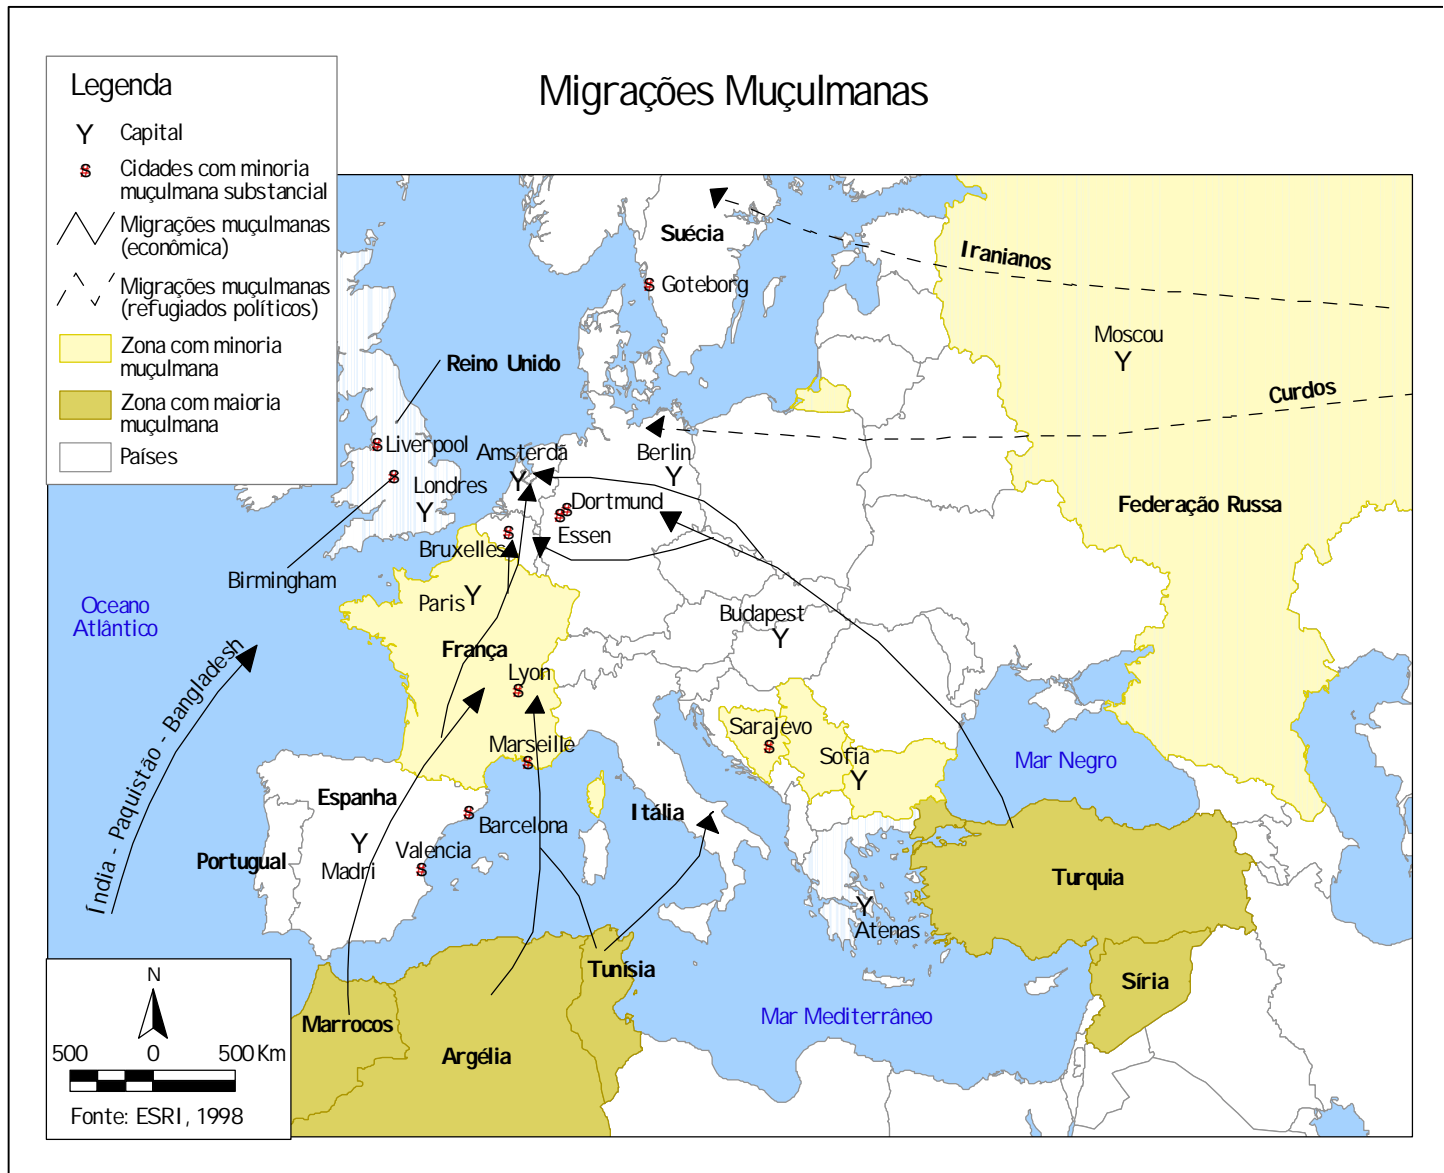 Migrações Muçulmanas
Legenda
Capital
Cidades com minoria
muçulmana substancial
Migrações muçulmanas
(econômica)
Migrações muçulmanas
(refugiados políticos)
Zona com minoria
muçulmana
Zona com maioria
muçulmana
Países
Suécia
Iranianos
Goteborg
Moscou
Reino Unido
Curdos
Liverpool
Amsterdã
Berlin
Londres
Dortmund
Federação Russa
Essen
Bruxelles
Birmingham
Paris
Oceano
Atlântico
Budapest
França
Lyon
Índia - Paquistão - Bangladesh
Sarajevo
Marseille
Sofia
Mar Negro
Espanha
Itália
Barcelona
Portugal
Madri
Valencia
Turquia
Atenas
Tunísia
Síria
Mar Mediterrâneo
Marrocos
Argélia
N
500 0 500 Km
Fonte: ESRI, 1998